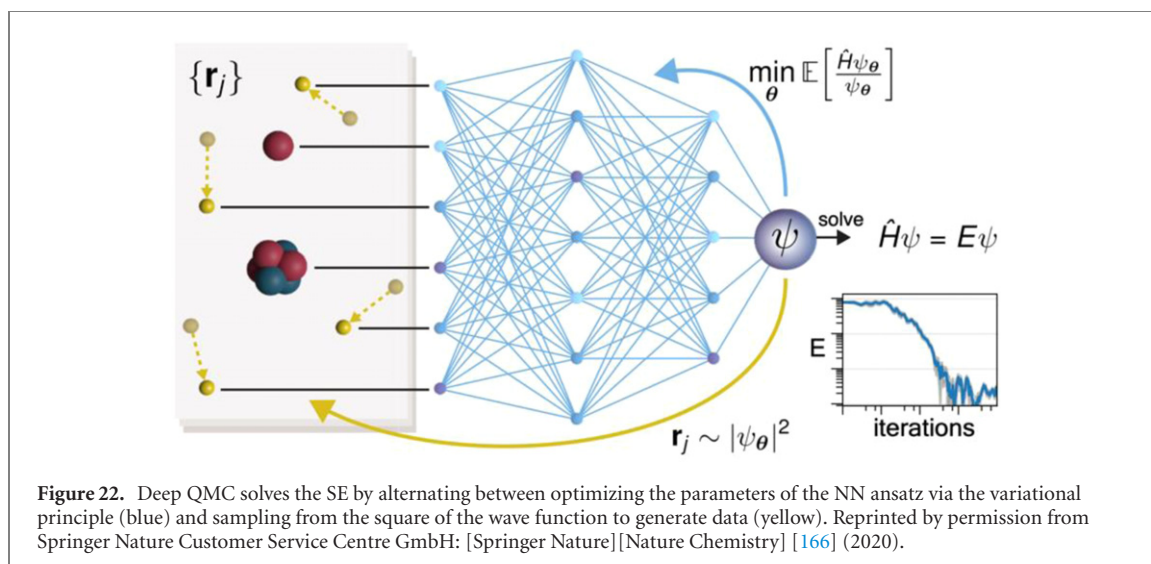 {𝐫ⱼ}
min 𝔼[Ĥψ_θ / ψ_θ]
θ
ψ
solve
Ĥψ = Eψ
E
iterations
𝐫ⱼ ∼ |ψ_θ|²
Figure 22. Deep QMC solves the SE by alternating between optimizing the parameters of the NN ansatz via the variational
principle (blue) and sampling from the square of the wave function to generate data (yellow). Reprinted by permission from
Springer Nature Customer Service Centre GmbH: [Springer Nature][Nature Chemistry] [166] (2020).